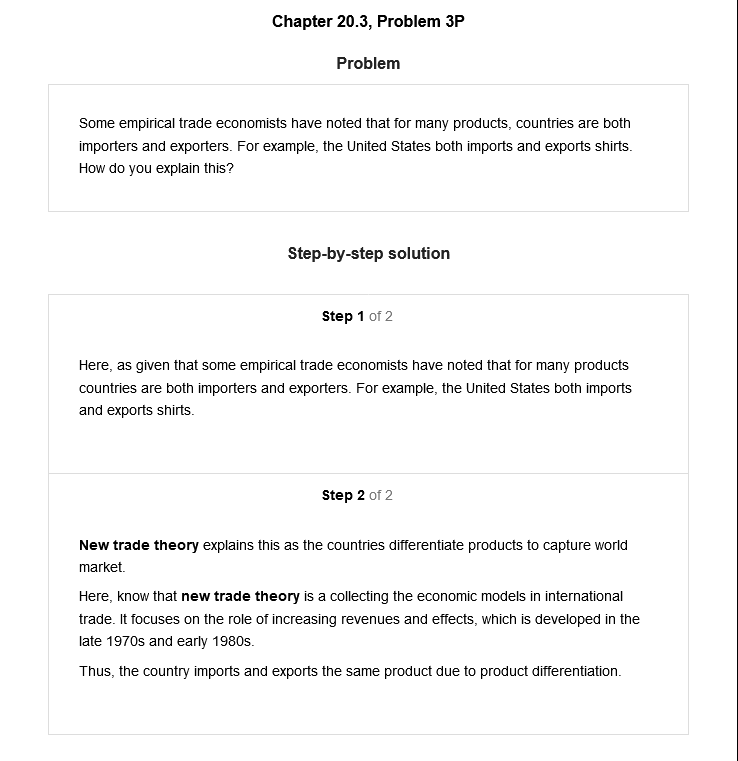 Chapter 20.3, Problem 3P
Problem
Some empirical trade economists have noted that for many products, countries are both
importers and exporters. For example, the United States both imports and exports shirts.
How do you explain this?
Step-by-step solution
Step 1 of 2
Here, as given that some empirical trade economists have noted that for many products
countries are both importers and exporters. For example, the United States both imports
and exports shirts.
Step 2 of 2
New trade theory explains this as the countries differentiate products to capture world
market.
Here, know that new trade theory is a collecting the economic models in international
trade. It focuses on the role of increasing revenues and effects, which is developed in the
late 1970s and early 1980s.
Thus, the country imports and exports the same product due to product differentiation.